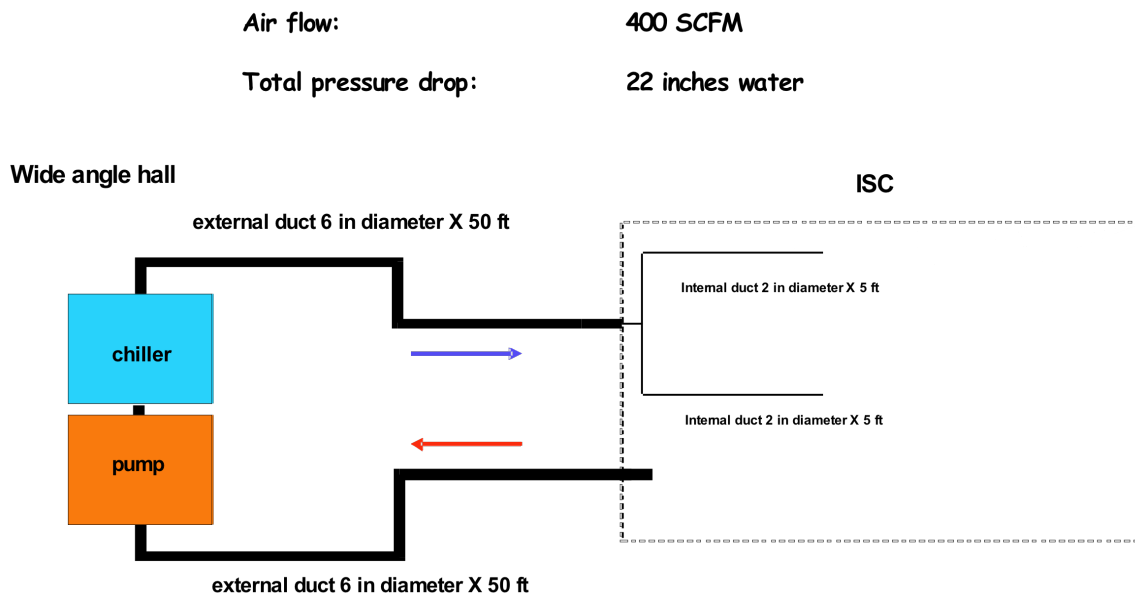 Air flow: 400 SCFM
Total pressure drop: 22 inches water
Wide angle hall
ISC
external duct 6 in diameter X 50 ft
Internal duct 2 in diameter X 5 ft
chiller
Internal duct 2 in diameter X 5 ft
pump
external duct 6 in diameter X 50 ft